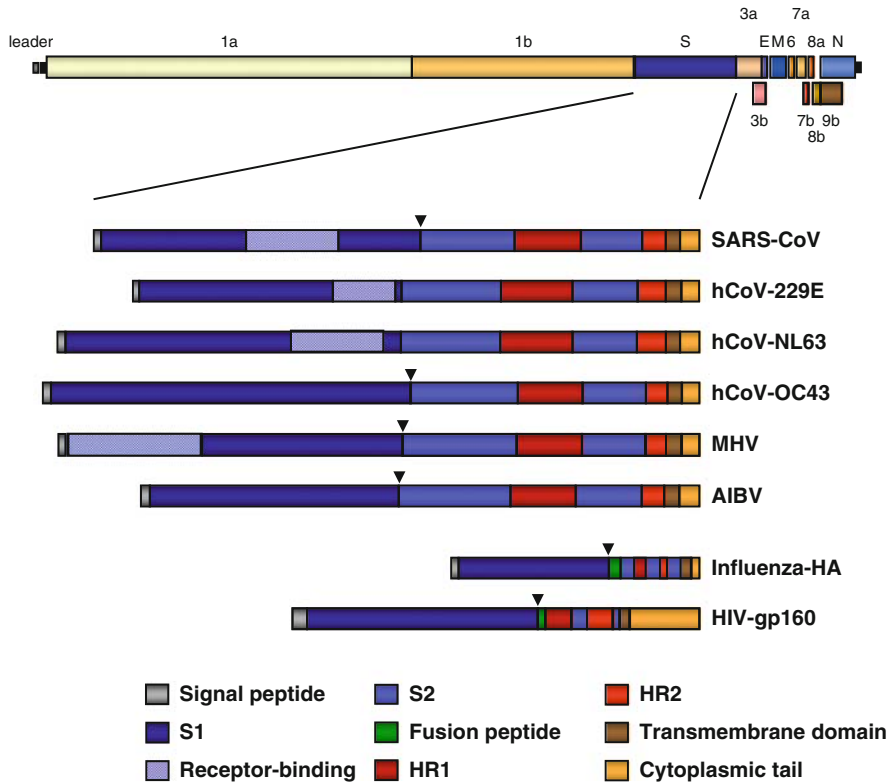 3a 7a
leader 1a 1b S E M 6 8a N
3b 7b 9b
8b
SARS-CoV
hCoV-229E
hCoV-NL63
hCoV-OC43
MHV
AIBV
Influenza-HA
HIV-gp160
Signal peptide S2 HR2
S1 Fusion peptide Transmembrane domain
Receptor-binding HR1 Cytoplasmic tail